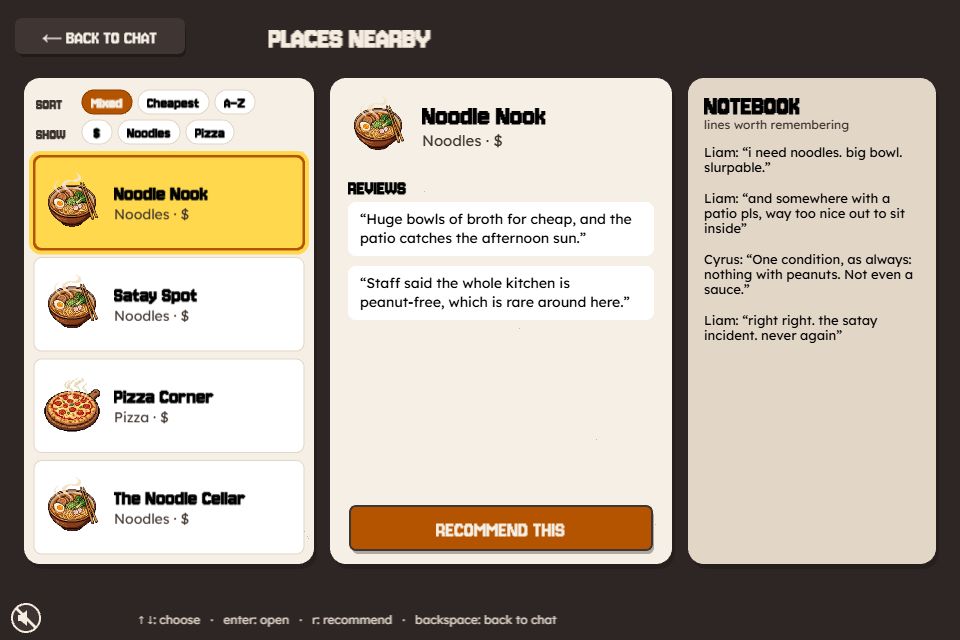 ← BACK TO CHAT
PLACES NEARBY
SORT
Mixed
Cheapest
A-Z
SHOW
$
Noodles
Pizza
Noodle Nook
Noodles · $
Satay Spot
Noodles · $
Pizza Corner
Pizza · $
The Noodle Cellar
Noodles · $
Noodle Nook
Noodles · $
REVIEWS
“Huge bowls of broth for cheap, and the
patio catches the afternoon sun.”
“Staff said the whole kitchen is
peanut-free, which is rare around here.”
RECOMMEND THIS
NOTEBOOK
lines worth remembering
Liam: “i need noodles. big bowl.
slurpable.”
Liam: “and somewhere with a
patio pls, way too nice out to sit
inside”
Cyrus: “One condition, as always:
nothing with peanuts. Not even a
sauce.”
Liam: “right right. the satay
incident. never again”
↑ ↓: choose · enter: open · r: recommend · backspace: back to chat